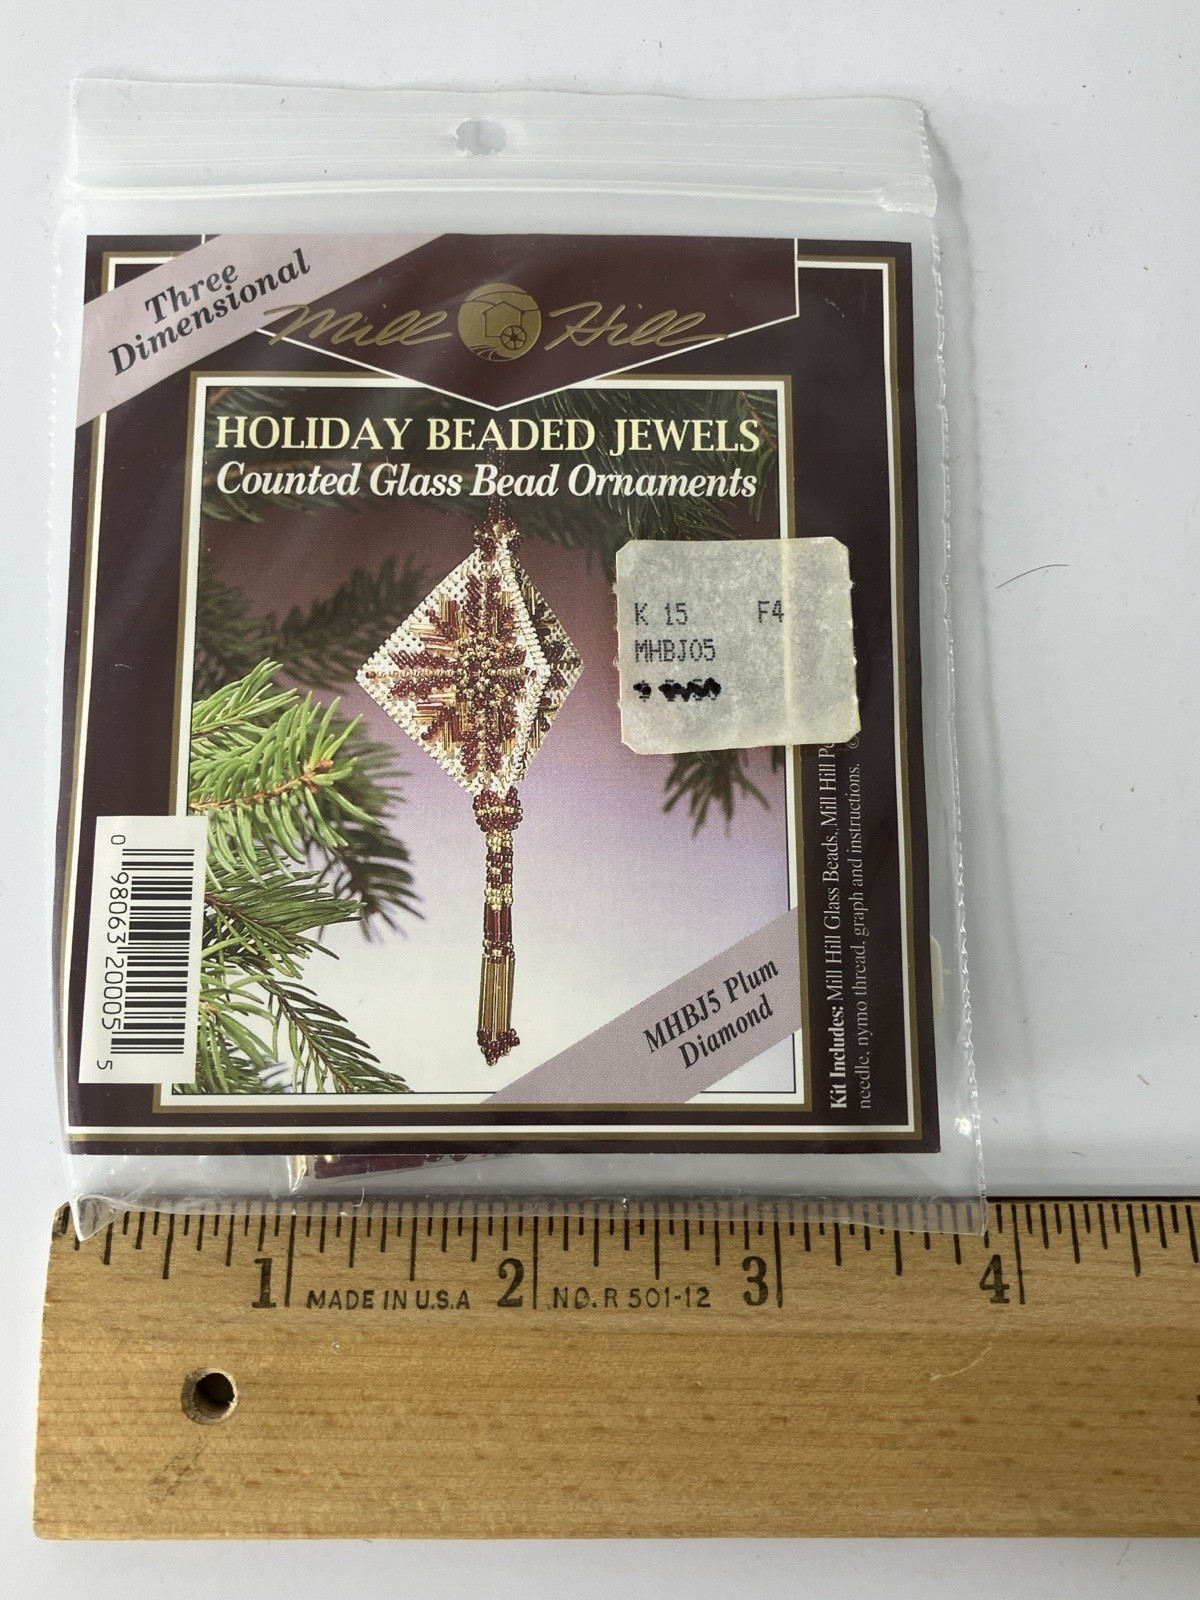 Three
Dimensional
Mill Hill
HOLIDAY BEADED JEWELS
Counted Glass Bead Ornaments
K 15 F4
MHBJ05
MHBJ5 Plum
Diamond
Kit Includes: Mill Hill Glass Beads, Mill Hill
needle, nymo thread, graph and instructions. ©
0 98063 20005 5
1 2 3 4
MADE IN U.S.A
NO. R 501-12